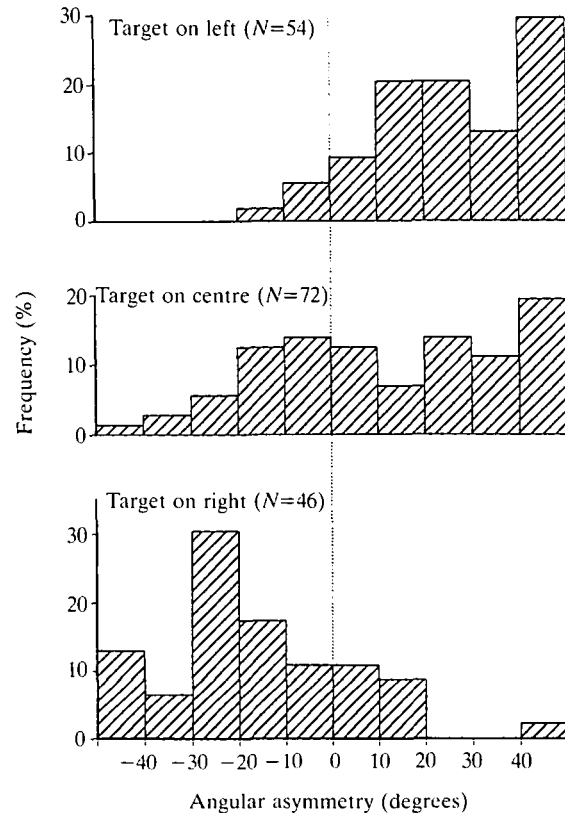 Target on left (N=54)
30
20
10
0
Target on centre (N=72)
20
10
0
Frequency (%)
Target on right (N=46)
30
20
10
0
−40 −30 −20 −10 0 10 20 30 40
Angular asymmetry (degrees)